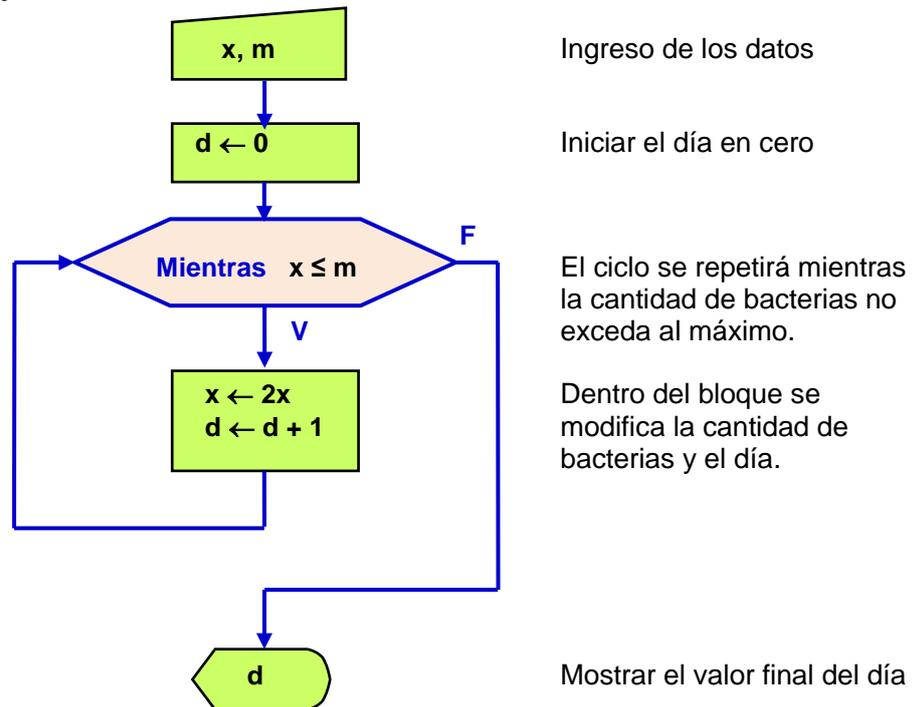 x, m
Ingreso de los datos
d ← 0
Iniciar el día en cero
F
Mientras x ≤ m
El ciclo se repetirá mientras
la cantidad de bacterias no
exceda al máximo.
V
x ← 2x
d ← d + 1
Dentro del bloque se
modifica la cantidad de
bacterias y el día.
d
Mostrar el valor final del día